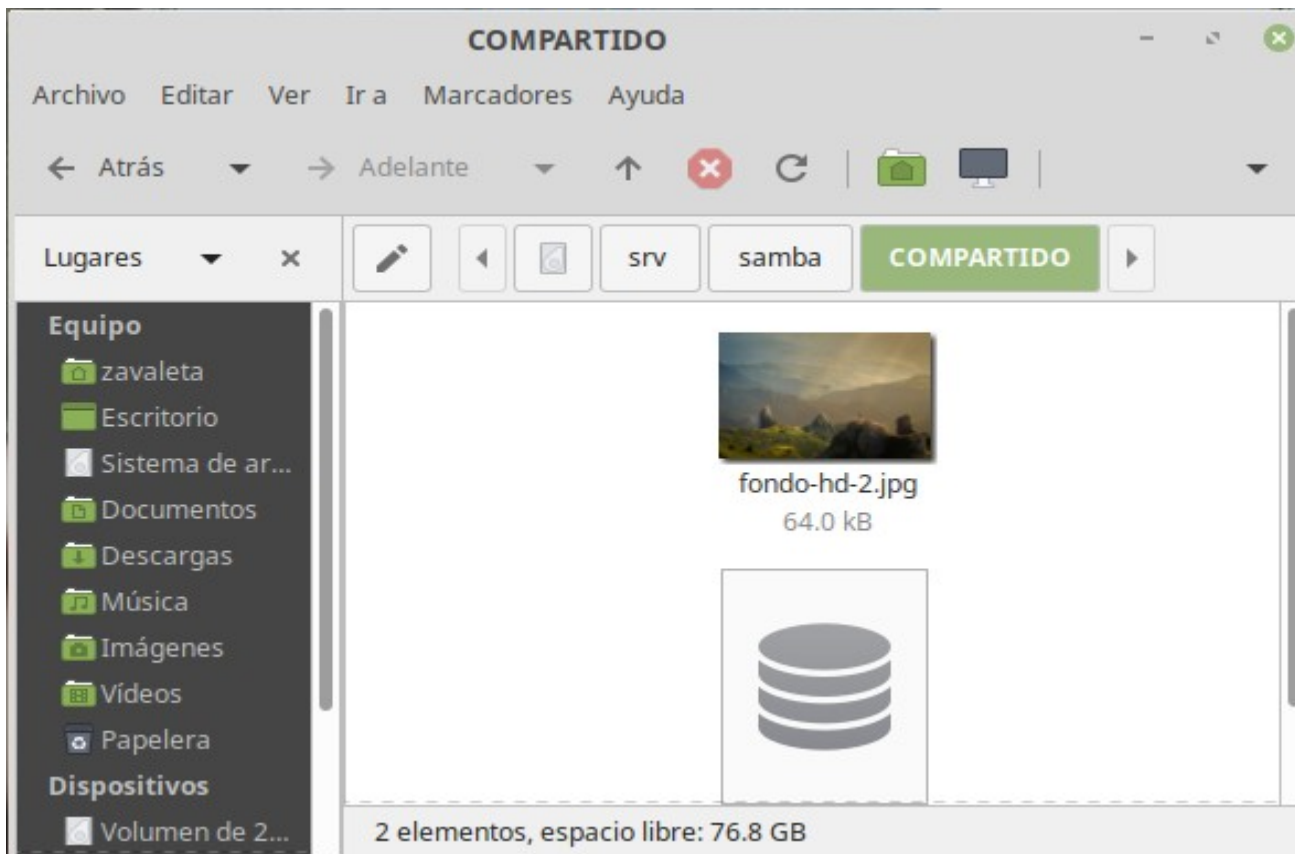 COMPARTIDO
Archivo Editar Ver Ir a Marcadores Ayuda
Atrás Adelante
Lugares
srv samba COMPARTIDO
Equipo
zavaleta
Escritorio
Sistema de ar...
Documentos
Descargas
Música
Imágenes
Vídeos
Papelera
Dispositivos
Volumen de 2...
fondo-hd-2.jpg
64.0 kB
2 elementos, espacio libre: 76.8 GB